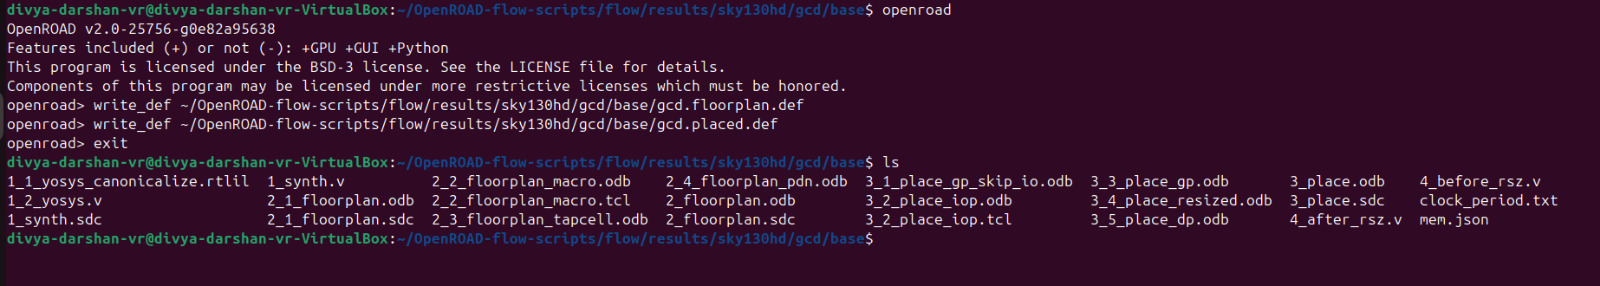 divya-darshan-vr@divya-darshan-vr-VirtualBox:~/OpenROAD-flow-scripts/flow/results/sky130hd/gcd/base$ openroad
OpenROAD v2.0-25756-g0e82a95638
Features included (+) or not (-): +GPU +GUI +Python
This program is licensed under the BSD-3 license. See the LICENSE file for details.
Components of this program may be licensed under more restrictive licenses which must be honored.
openroad> write_def ~/OpenROAD-flow-scripts/flow/results/sky130hd/gcd/base/gcd.floorplan.def
openroad> write_def ~/OpenROAD-flow-scripts/flow/results/sky130hd/gcd/base/gcd.placed.def
openroad> exit
divya-darshan-vr@divya-darshan-vr-VirtualBox:~/OpenROAD-flow-scripts/flow/results/sky130hd/gcd/base$ ls
1_1_yosys_canonicalize.rtlil  1_synth.v  2_2_floorplan_macro.odb  2_4_floorplan_pdn.odb  3_1_place_gp_skip_io.odb  3_3_place_gp.odb  3_place.odb  4_before_rsz.v
1_2_yosys.v  2_1_floorplan.odb  2_2_floorplan_macro.tcl  2_floorplan.odb  3_2_place_iop.odb  3_4_place_resized.odb  3_place.sdc  clock_period.txt
1_synth.sdc  2_1_floorplan.sdc  2_3_floorplan_tapcell.odb  2_floorplan.sdc  3_2_place_iop.tcl  3_5_place_dp.odb  4_after_rsz.v  mem.json
divya-darshan-vr@divya-darshan-vr-VirtualBox:~/OpenROAD-flow-scripts/flow/results/sky130hd/gcd/base$